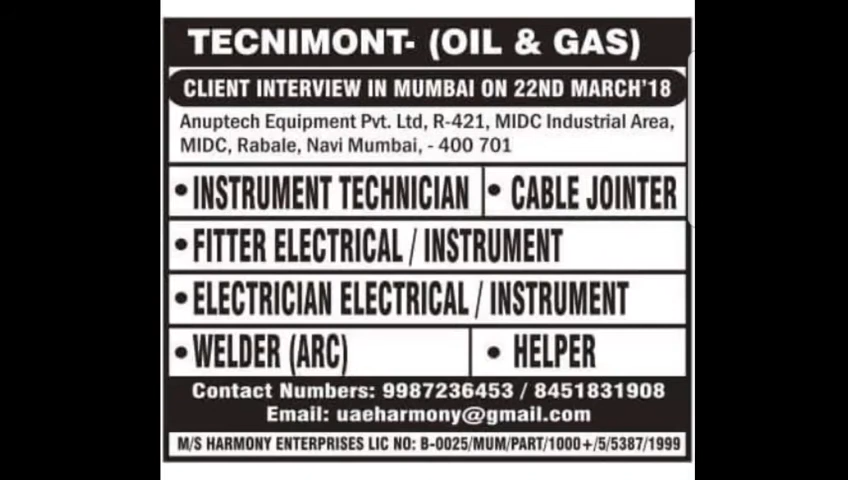 TECNIMONT- (OIL & GAS)
CLIENT INTERVIEW IN MUMBAI ON 22ND MARCH'18
Anuptech Equipment Pvt. Ltd, R-421, MIDC Industrial Area,
MIDC, Rabale, Navi Mumbai, - 400 701
• INSTRUMENT TECHNICIAN • CABLE JOINTER
• FITTER ELECTRICAL / INSTRUMENT
• ELECTRICIAN ELECTRICAL / INSTRUMENT
• WELDER (ARC) • HELPER
Contact Numbers: 9987236453 / 8451831908
Email: uaeharmony@gmail.com
M/S HARMONY ENTERPRISES LIC NO: B-0025/MUM/PART/1000+/5/5387/1999